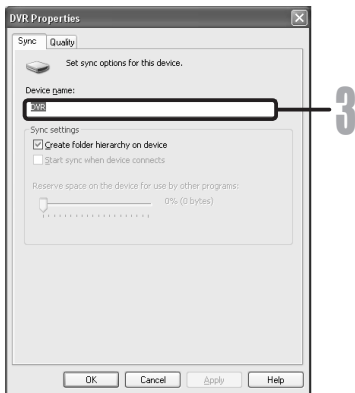 DVR Properties
Sync Quality
Set sync options for this device.
Device name:
DVR
3
Sync settings
Create folder hierarchy on device
Start sync when device connects
Reserve space on the device for use by other programs:
0% (0 bytes)
OK Cancel Apply Help